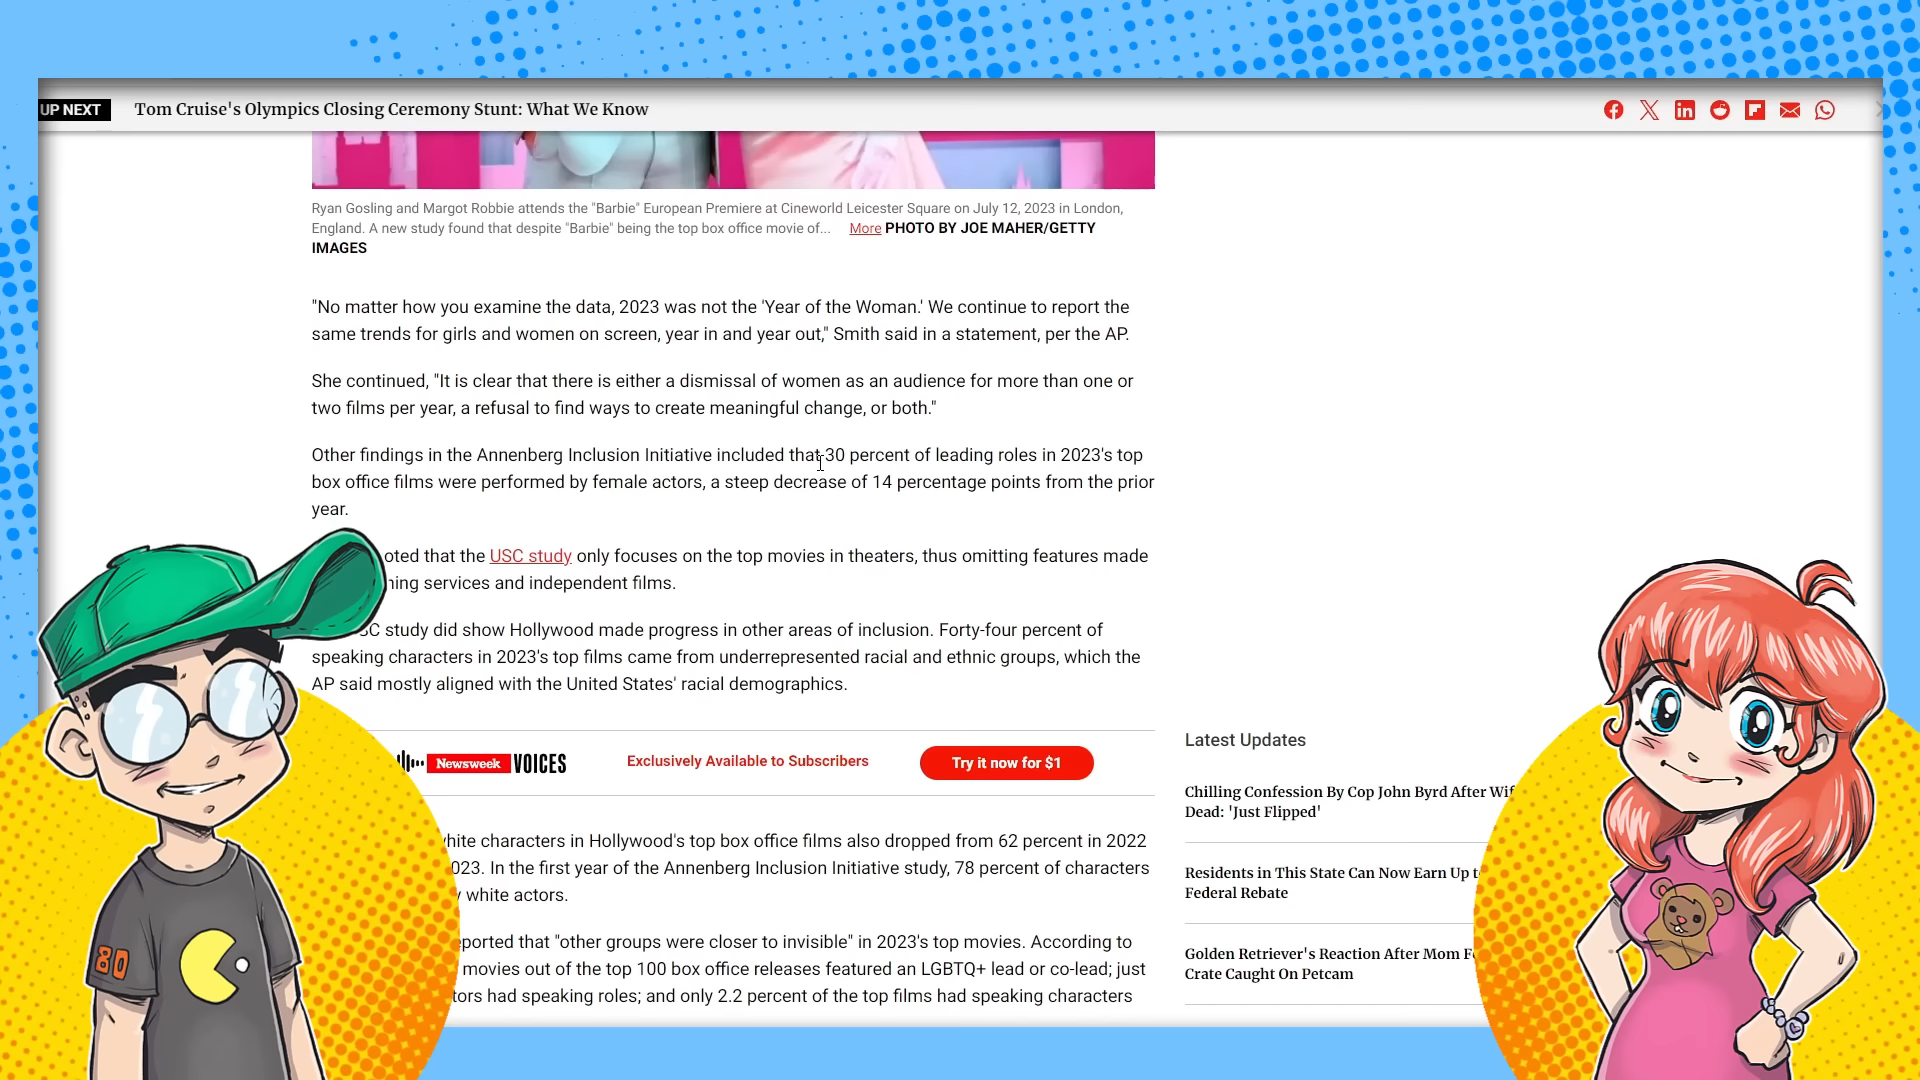 UP NEXT
Tom Cruise's Olympics Closing Ceremony Stunt: What We Know
Ryan Gosling and Margot Robbie attends the "Barbie" European Premiere at Cineworld Leicester Square on July 12, 2023 in London,
England. A new study found that despite "Barbie" being the top box office movie of... More PHOTO BY JOE MAHER/GETTY
IMAGES
"No matter how you examine the data, 2023 was not the 'Year of the Woman.' We continue to report the
same trends for girls and women on screen, year in and year out," Smith said in a statement, per the AP.
She continued, "It is clear that there is either a dismissal of women as an audience for more than one or
two films per year, a refusal to find ways to create meaningful change, or both."
Other findings in the Annenberg Inclusion Initiative included that 30 percent of leading roles in 2023's top
box office films were performed by female actors, a steep decrease of 14 percentage points from the prior
year.
oted that the USC study only focuses on the top movies in theaters, thus omitting features made
ning services and independent films.
SC study did show Hollywood made progress in other areas of inclusion. Forty-four percent of
speaking characters in 2023's top films came from underrepresented racial and ethnic groups, which the
AP said mostly aligned with the United States' racial demographics.
Newsweek VOICES
Exclusively Available to Subscribers
Try it now for $1
hite characters in Hollywood's top box office films also dropped from 62 percent in 2022
023. In the first year of the Annenberg Inclusion Initiative study, 78 percent of characters
white actors.
eported that "other groups were closer to invisible" in 2023's top movies. According to
movies out of the top 100 box office releases featured an LGBTQ+ lead or co-lead; just
tors had speaking roles; and only 2.2 percent of the top films had speaking characters
Latest Updates
Chilling Confession By Cop John Byrd After Wif
Dead: 'Just Flipped'
Residents in This State Can Now Earn Up t
Federal Rebate
Golden Retriever's Reaction After Mom F
Crate Caught On Petcam
80